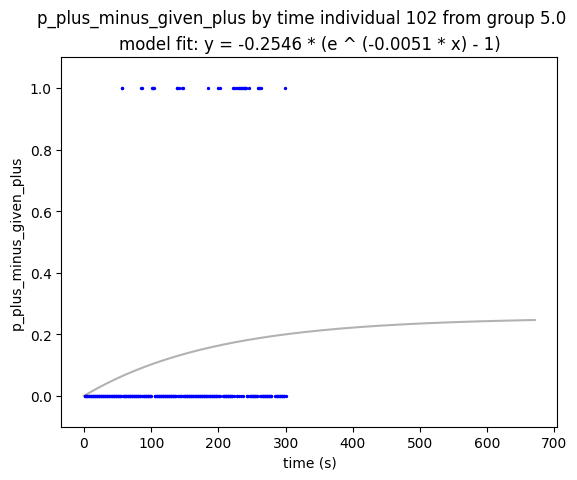 p_plus_minus_given_plus by time individual 102 from group 5.0
model fit: y = -0.2546 * (e ^ (-0.0051 * x) - 1)
1.0
0.8
0.6
0.4
0.2
0.0
p_plus_minus_given_plus
0 100 200 300 400 500 600 700
time (s)